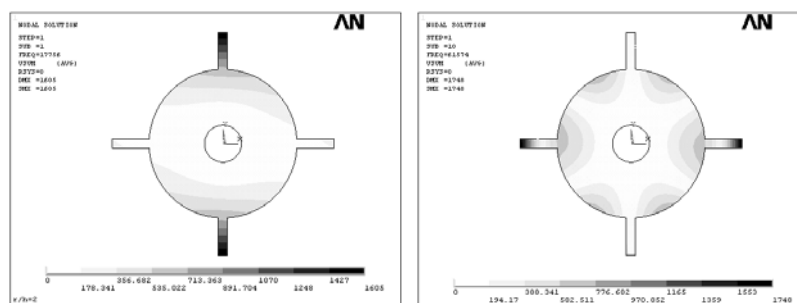 NODAL SOLUTION
STEP=1
SUB =1
FREQ=17756
USUM (AVG)
RSYS=0
DMX =1605
SMX =1605
AN
0 356.682 713.363 1070 1427
178.341 535.022 891.704 1248 1605
r/h=2
NODAL SOLUTION
STEP=1
SUB =10
FREQ=61574
USUM (AVG)
RSYS=0
DMX =1748
SMX =1748
AN
0 388.341 776.682 1165 1553
194.17 582.511 970.852 1359 1748